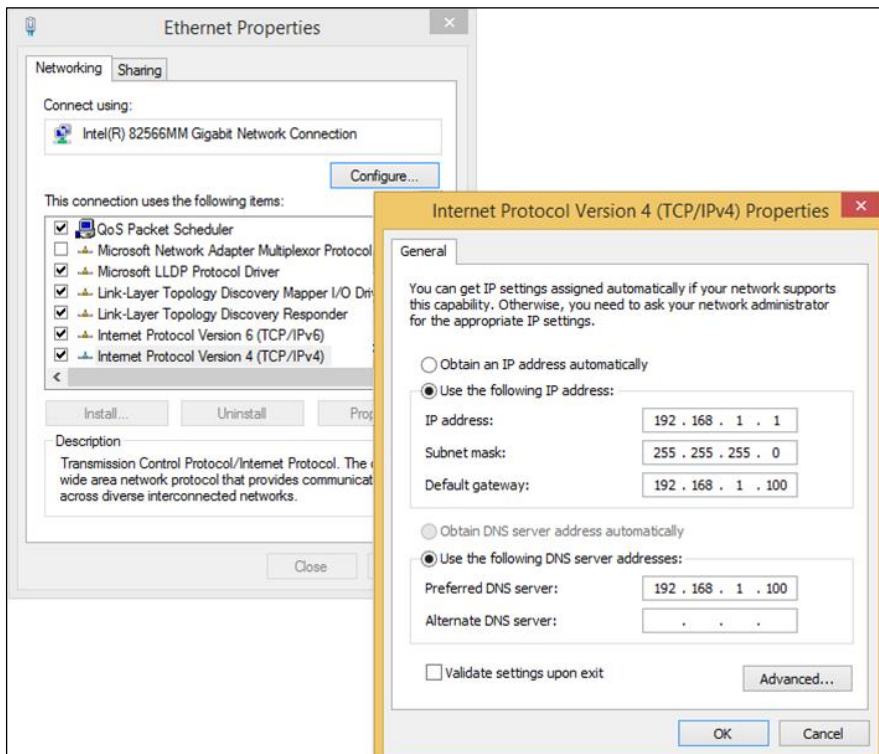 Ethernet Properties
Networking
Sharing
Connect using:
Intel(R) 82566MM Gigabit Network Connection
Configure...
This connection uses the following items:
QoS Packet Scheduler
Microsoft Network Adapter Multiplexor Protocol
Microsoft LLDP Protocol Driver
Link-Layer Topology Discovery Mapper I/O Dri
Link-Layer Topology Discovery Responder
Internet Protocol Version 6 (TCP/IPv6)
Internet Protocol Version 4 (TCP/IPv4)
Install...
Uninstall
Prop
Description
Transmission Control Protocol/Internet Protocol. The
wide area network protocol that provides communicat
across diverse interconnected networks.
Close
Internet Protocol Version 4 (TCP/IPv4) Properties
General
You can get IP settings assigned automatically if your network supports
this capability. Otherwise, you need to ask your network administrator
for the appropriate IP settings.
Obtain an IP address automatically
Use the following IP address:
IP address: 192 . 168 . 1 . 1
Subnet mask: 255 . 255 . 255 . 0
Default gateway: 192 . 168 . 1 . 100
Obtain DNS server address automatically
Use the following DNS server addresses:
Preferred DNS server: 192 . 168 . 1 . 100
Alternate DNS server: . . .
Validate settings upon exit
Advanced...
OK
Cancel